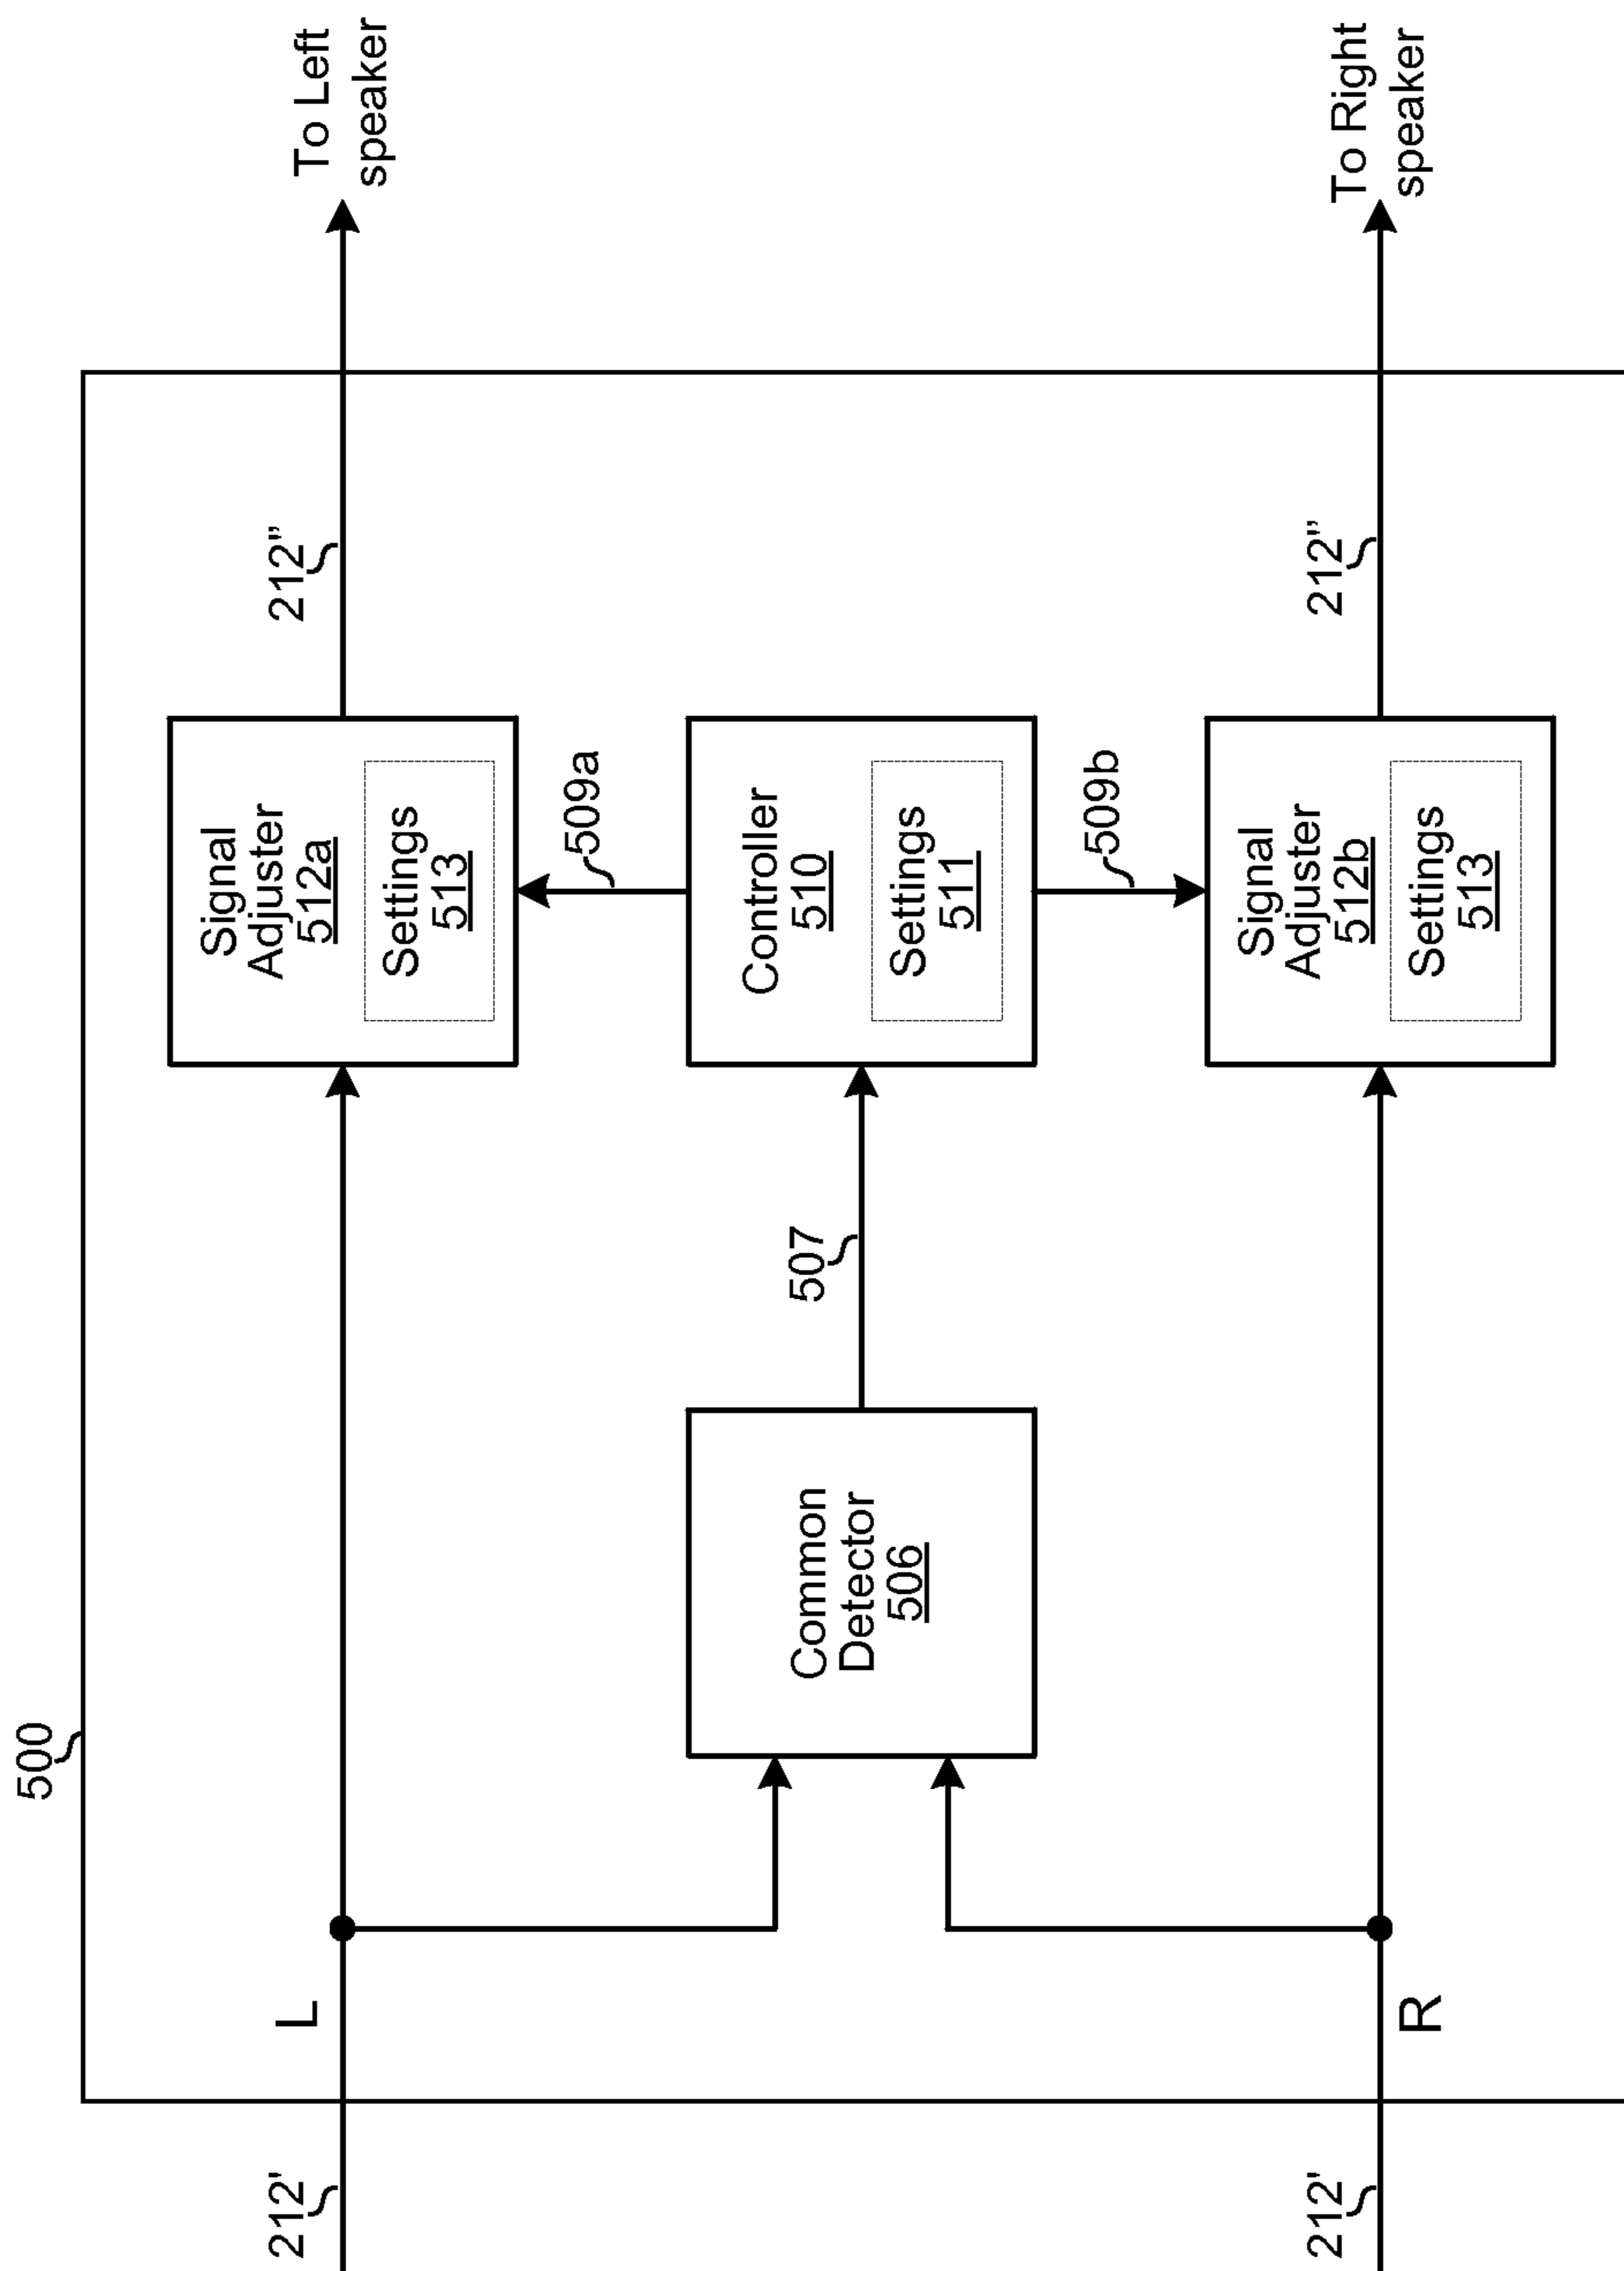 500
212'
L
Signal
Adjuster
512a
Settings
513
212"
To Left
speaker
509a
Common
Detector
506
507
Controller
510
Settings
511
509b
212'
R
Signal
Adjuster
512b
Settings
513
212"
To Right
speaker